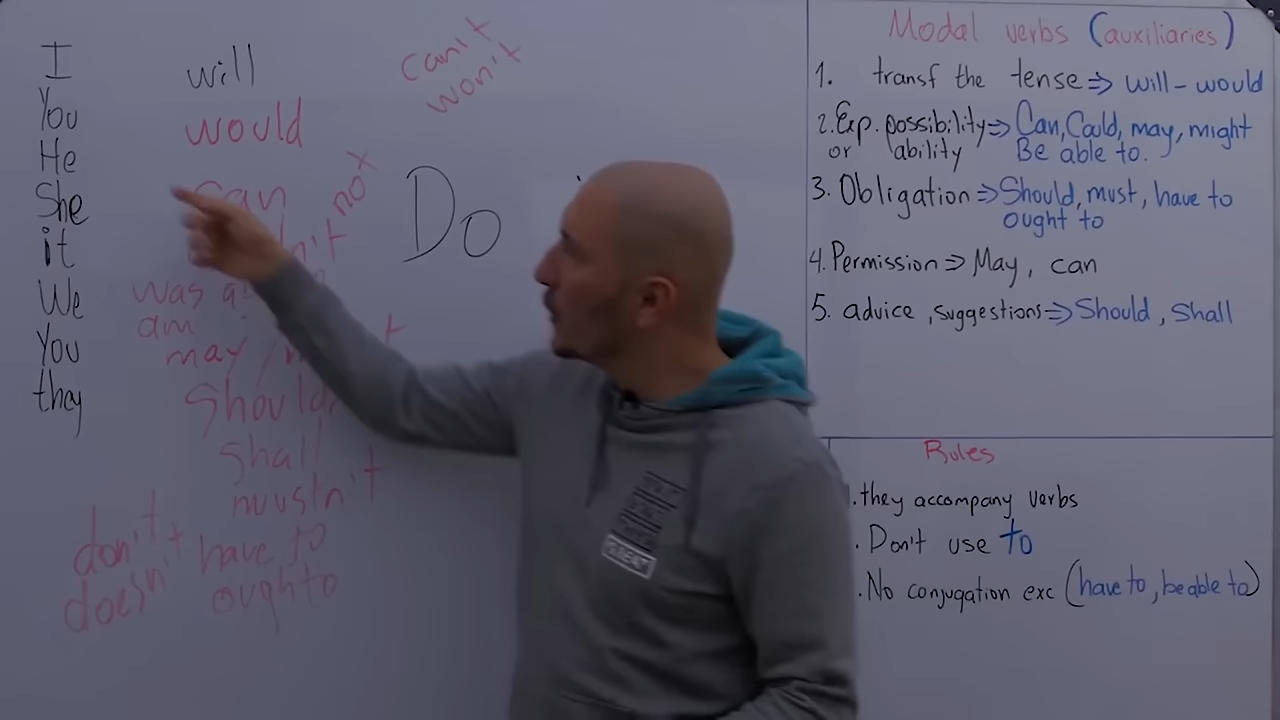 I
You
He
She
it
We
You
they
will
would
can
was
am
may
should
shall
mustn't
don't
doesn't
have to
ought to
can't
won't
not
Do
Modal verbs (auxiliaries)
1. transf the tense => will - would
2. Exp. possibility => Can, Could, may, might
or ability Be able to.
3. Obligation => Should, must, have to
ought to
4. Permission => May, can
5. advice, suggestions => Should, shall
Rules
1. they accompany verbs
. Don't use to
. No conjugation exc (have to, be able to)
GREAT